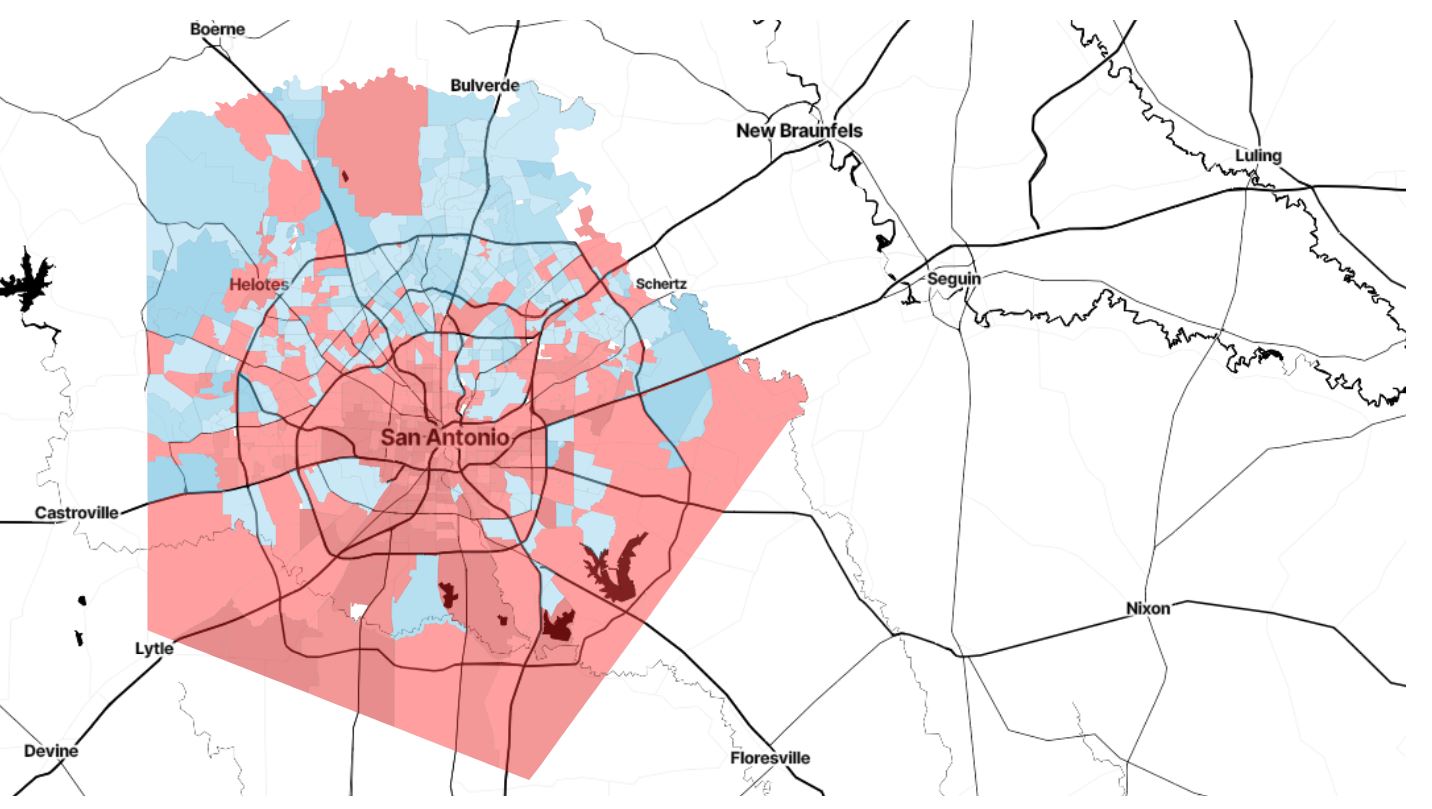 Boerne
Bulverde
New Braunfels
Luling
Helotes
Schertz
Seguin
San Antonio
Castroville
Nixon
Lytle
Devine
Floresville